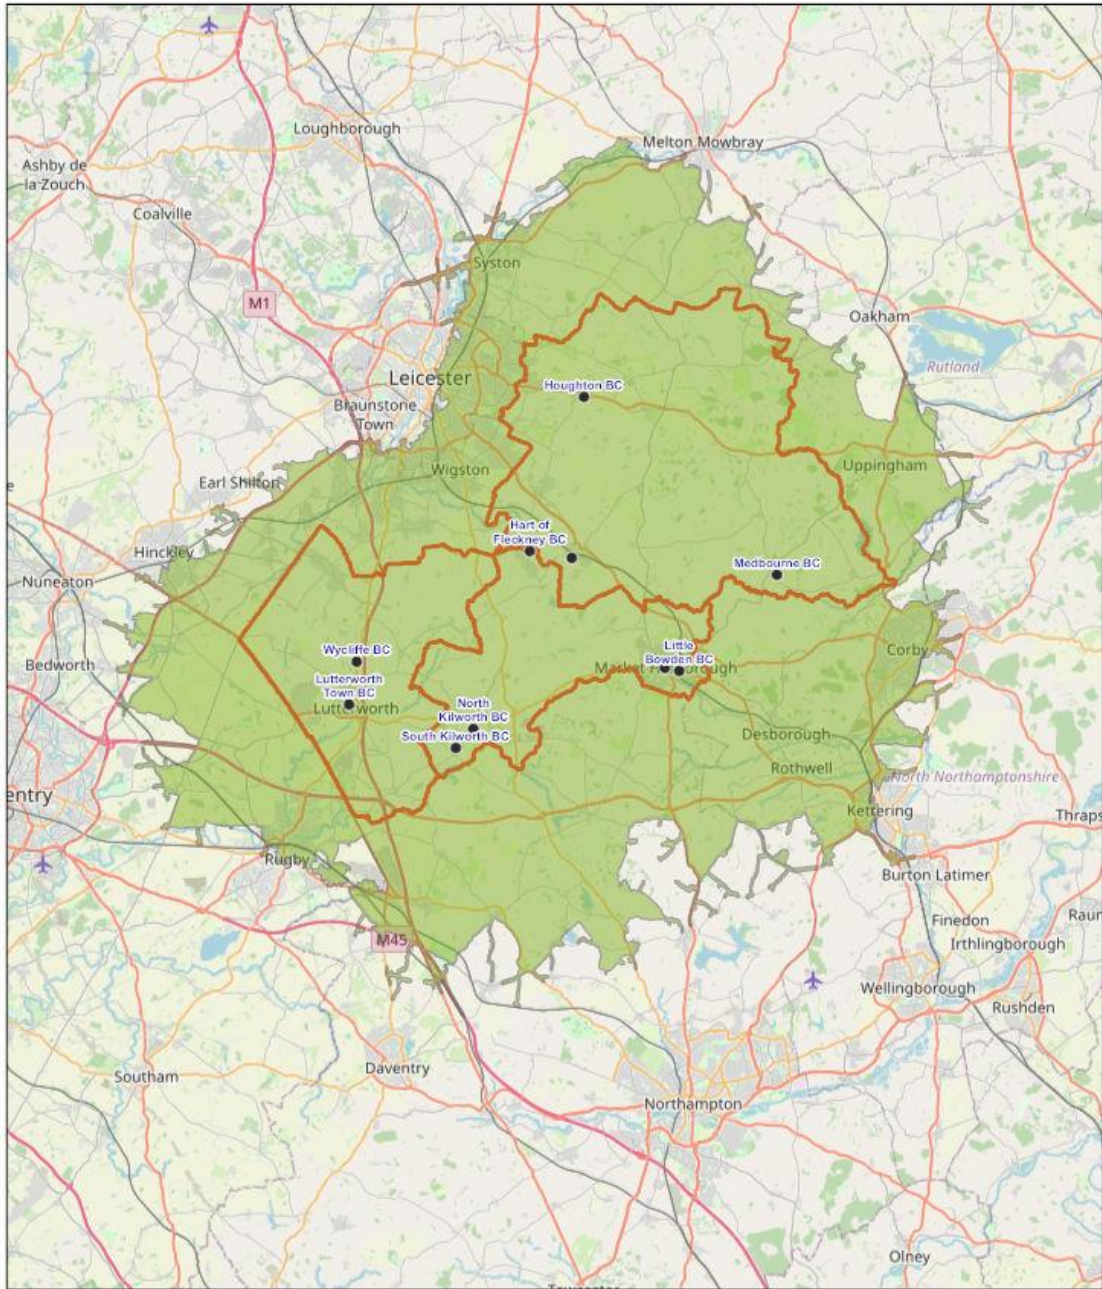 Loughborough
Melton Mowbray
Ashby de
la Zouch
Coalville
Syston
M1
Oakham
Rutland
Leicester
Houghton BC
Braunstone
Town
Wigston
Uppingham
Earl Shilton
Hart of
Fleckney BC
Hinckley
Medbourne BC
Nuneaton
Wycliffe BC
Little
Bowden BC
Corby
Bedworth
Lutterworth
Town BC
Lutterworth
North
Kilworth BC
South Kilworth BC
Desborough
Rothwell
North Northamptonshire
entry
Kettering
Thraps
Rugby
Burton Latimer
Finedon
Raun
Irthlingborough
M45
Wellingborough
Rushden
Daventry
Southam
Northampton
Olney